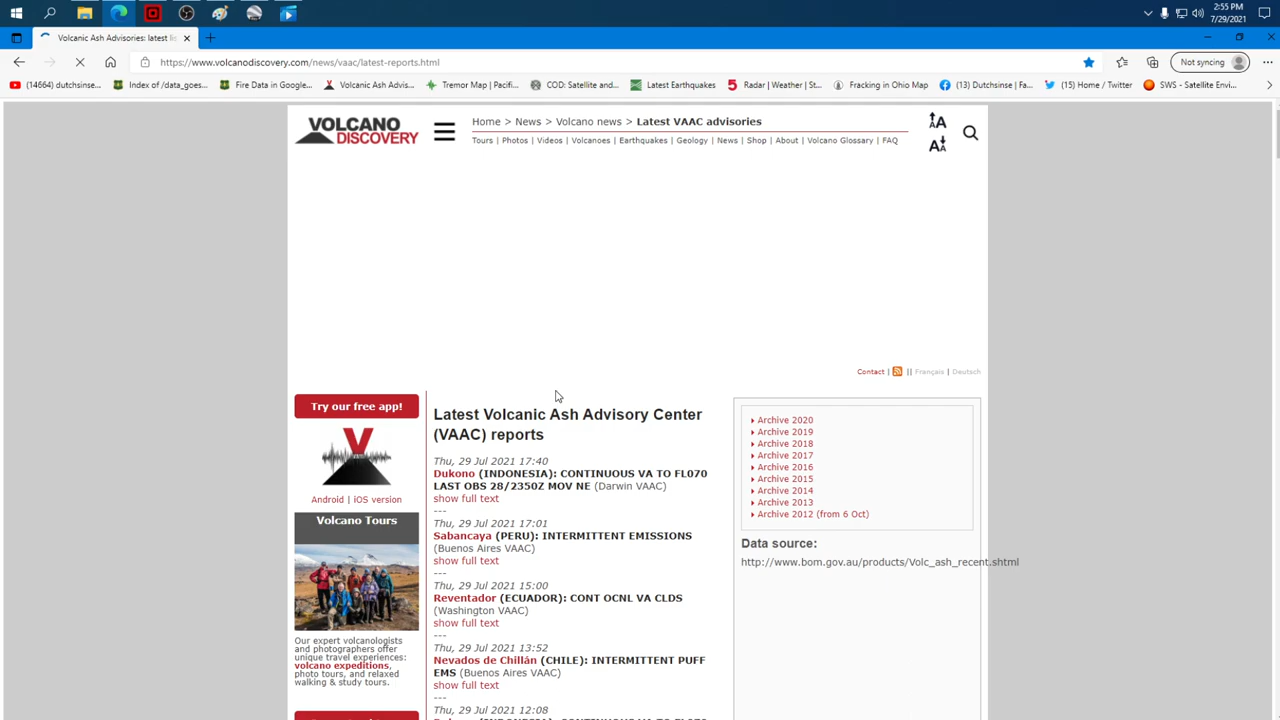 2:55 PM
7/29/2021
Volcano Ash Advisories: latest lis
https://www.volcanodiscovery.com/news/vaac/latest-reports.html
Not syncing
(14664) dutchsinse...
Index of /data_goes...
Fire Data in Google...
Volcanic Ash Advis...
Tremor Map | Pacifi...
COD: Satellite and...
Latest Earthquakes
Radar | Weather | St...
Fracking in Ohio Map
(13) Dutchsinse | Fa...
(15) Home / Twitter
SWS - Satellite Envi...
VOLCANO
DISCOVERY
Home > News > Volcano news > Latest VAAC advisories
Tours | Photos | Videos | Volcanoes | Earthquakes | Geology | News | Shop | About | Volcano Glossary | FAQ
A
A
Contact | || Français | Deutsch
Try our free app!
Android | iOS version
Volcano Tours
Our expert volcanologists
and photographers offer
unique travel experiences:
volcano expeditions,
photo tours, and relaxed
walking & study tours.
Latest Volcanic Ash Advisory Center
(VAAC) reports
Thu, 29 Jul 2021 17:40
Dukono (INDONESIA): CONTINUOUS VA TO FL070
LAST OBS 28/2350Z MOV NE (Darwin VAAC)
show full text
---
Thu, 29 Jul 2021 17:01
Sabancaya (PERU): INTERMITTENT EMISSIONS
(Buenos Aires VAAC)
show full text
---
Thu, 29 Jul 2021 15:00
Reventador (ECUADOR): CONT OCNL VA CLDS
(Washington VAAC)
show full text
---
Thu, 29 Jul 2021 13:52
Nevados de Chillán (CHILE): INTERMITTENT PUFF
EMS (Buenos Aires VAAC)
show full text
---
Thu, 29 Jul 2021 12:08
Archive 2020
Archive 2019
Archive 2018
Archive 2017
Archive 2016
Archive 2015
Archive 2014
Archive 2013
Archive 2012 (from 6 Oct)
Data source:
http://www.bom.gov.au/products/Volc_ash_recent.shtml